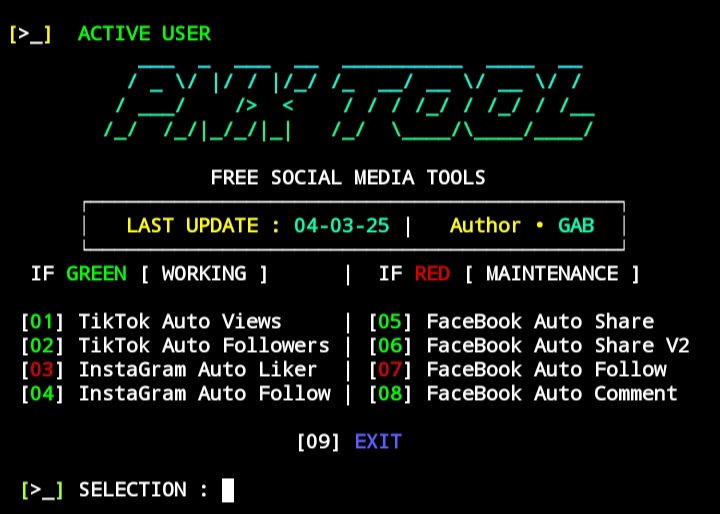 [>_] ACTIVE USER
PMX TOOL
FREE SOCIAL MEDIA TOOLS
LAST UPDATE : 04-03-25 | Author • GAB
IF GREEN [ WORKING ] | IF RED [ MAINTENANCE ]
[01] TikTok Auto Views | [05] FaceBook Auto Share
[02] TikTok Auto Followers | [06] FaceBook Auto Share V2
[03] InstaGram Auto Liker | [07] FaceBook Auto Follow
[04] InstaGram Auto Follow | [08] FaceBook Auto Comment
[09] EXIT
[>_] SELECTION :